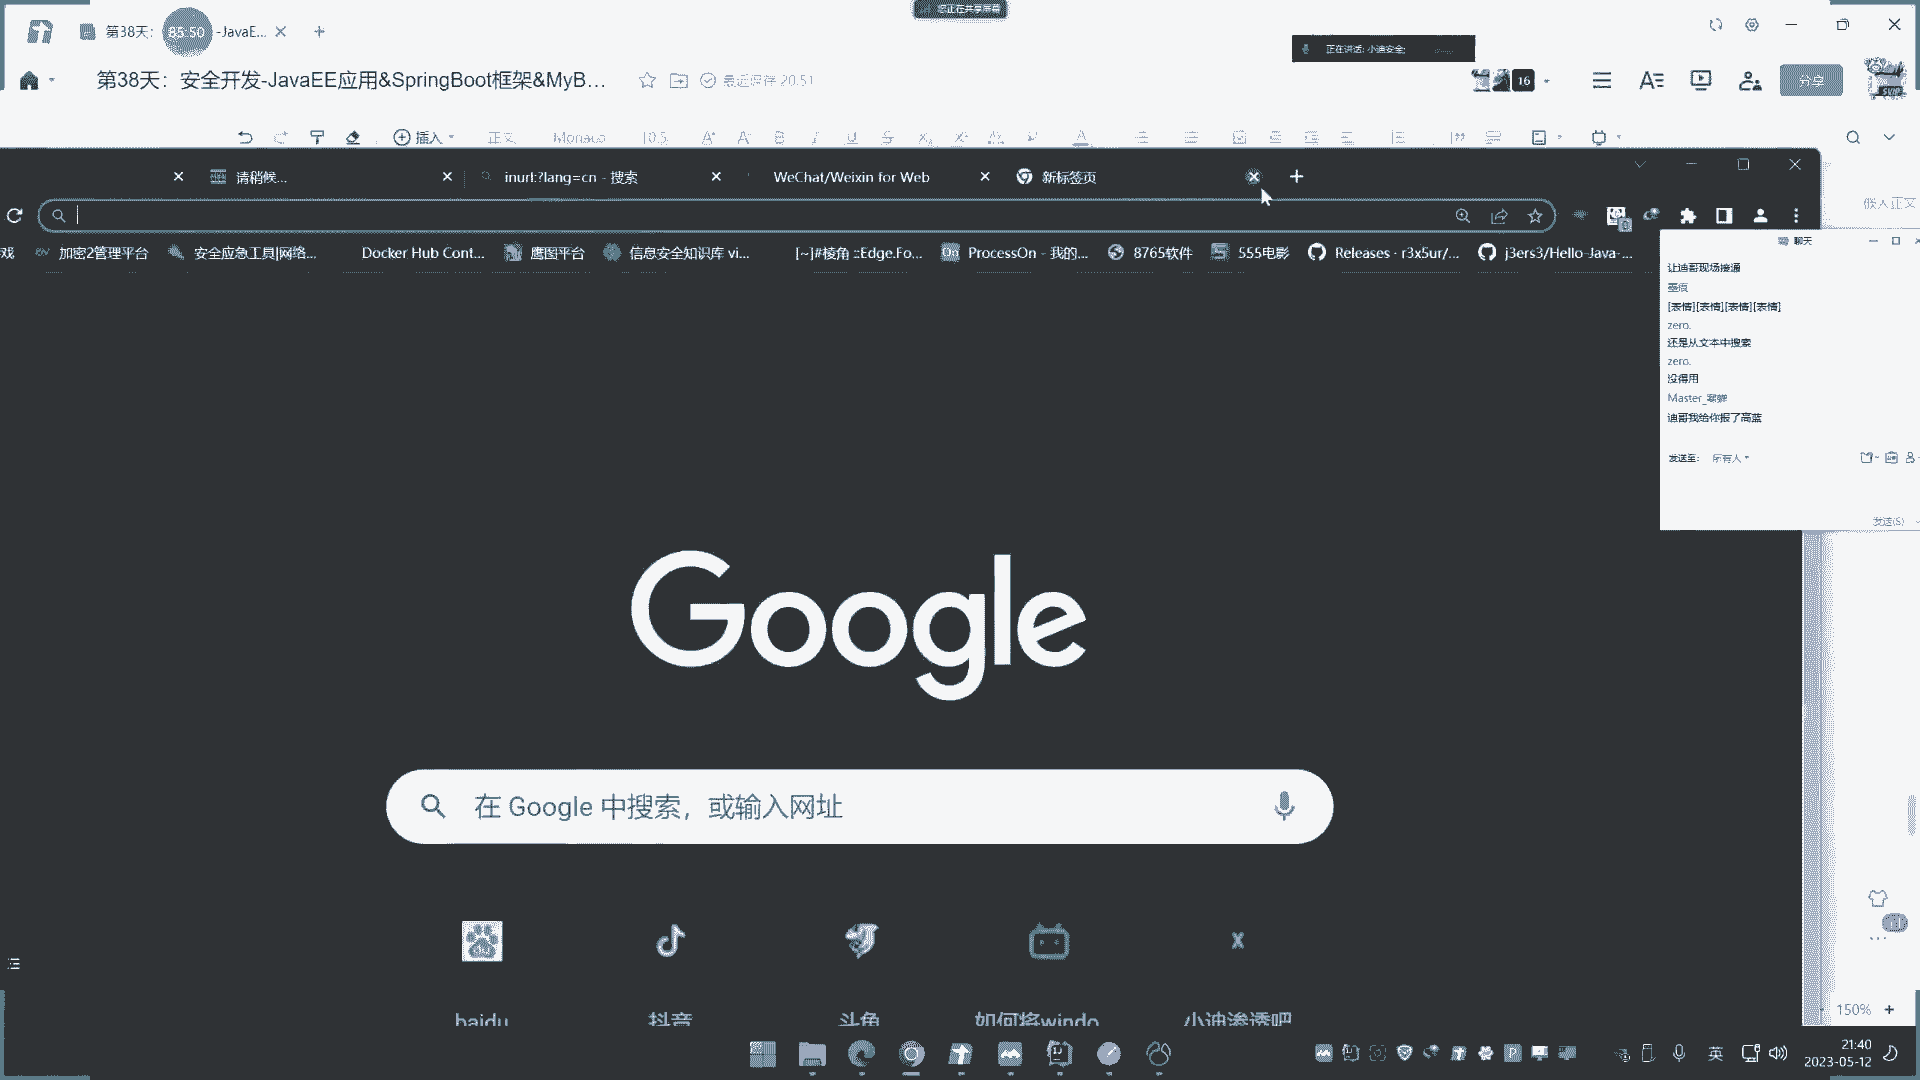 您正在共享屏幕
第38天： 85:50 -JavaE...
正在讲话: 小迪安全;
第38天：安全开发-JavaEE应用&SpringBoot框架&MyB...
最近保存 20:51
16
分享
插入
正文
Monaco
10.5
请稍候...
inurl:?lang=cn - 搜索
WeChat/Weixin for Web
新标签页
嵌入正文
戏
加密2管理平台
安全应急工具|网络...
Docker Hub Cont...
鹰图平台
信息安全知识库 vi...
[~]#棱角 ::Edge.Fo...
ProcessOn - 我的...
8765软件
555电影
Releases · r3x5ur/...
j3ers3/Hello-Java-...
聊天
让迪哥现场接通
墨痕
[表情][表情][表情][表情]
zero.
还是从文本中搜索
zero.
没得用
Master_寒蝉
迪哥我给你报了高蓝
发送至: 所有人
发送(S)
Google
在 Google 中搜索，或输入网址
baidu
抖音
斗鱼
如何将windo
X
小迪渗透吧
150%
英
21:40
2023-05-12